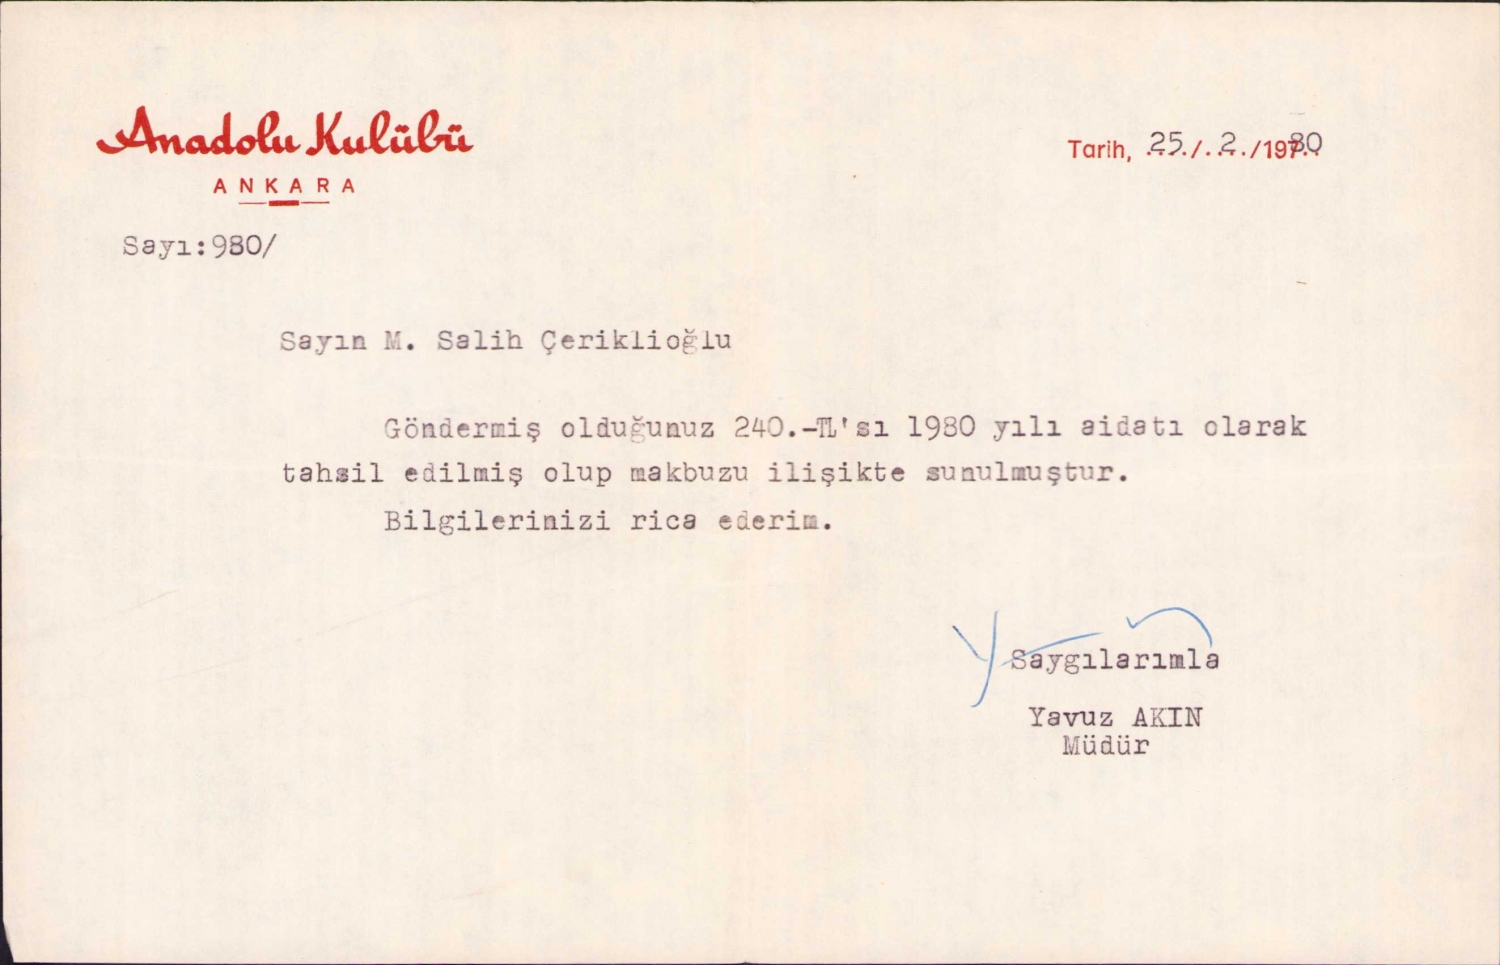 Anadolu Kulübü
ANKARA
Tarih, 25./.2./1980
Sayı:980/
Sayın M. Salih Çeriklioğlu
Göndermiş olduğunuz 240.-TL'sı 1980 yılı aidatı olarak
tahsil edilmiş olup makbuzu ilişikte sunulmuştur.
Bilgilerinizi rica ederim.
Saygılarımla
Yavuz AKIN
Müdür